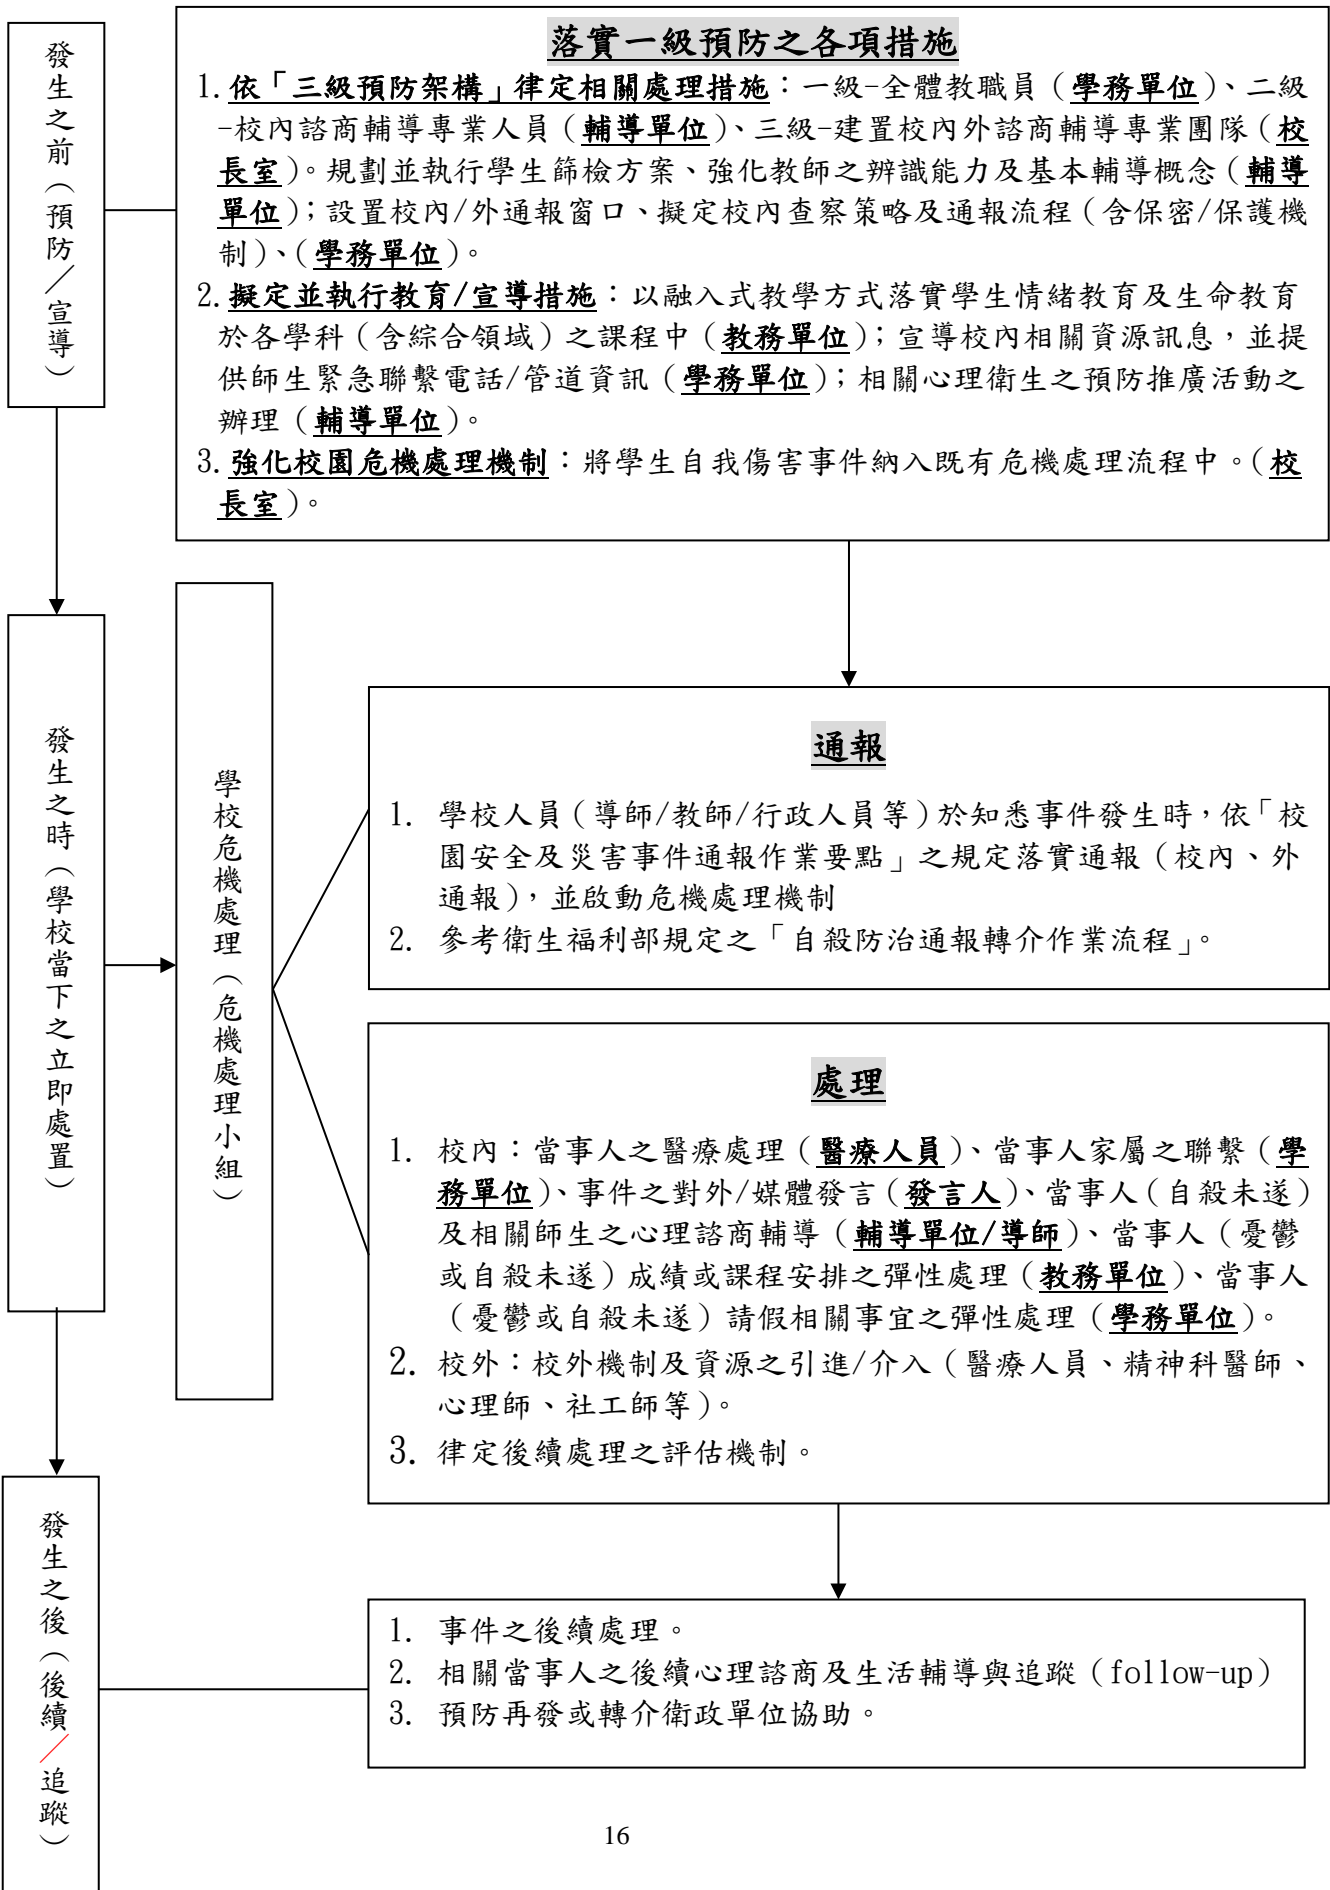 發生之前（預防／宣導）
落實一級預防之各項措施
1.依「三級預防架構」律定相關處理措施：一級-全體教職員（學務單位）、二級
-校內諮商輔導專業人員（輔導單位）、三級-建置校內外諮商輔導專業團隊（校
長室）。規劃並執行學生篩檢方案、強化教師之辨識能力及基本輔導概念（輔導
單位）；設置校內/外通報窗口、擬定校內查察策略及通報流程（含保密/保護機
制）、（學務單位）。
2.擬定並執行教育/宣導措施：以融入式教學方式落實學生情緒教育及生命教育
於各學科（含綜合領域）之課程中（教務單位）；宣導校內相關資源訊息，並提
供師生緊急聯繫電話/管道資訊（學務單位）；相關心理衛生之預防推廣活動之
辦理（輔導單位）。
3.強化校園危機處理機制：將學生自我傷害事件納入既有危機處理流程中。（校
長室）。
發生之時（學校當下之立即處置）
學校危機處理（危機處理小組）
通報
1. 學校人員（導師/教師/行政人員等）於知悉事件發生時，依「校
園安全及災害事件通報作業要點」之規定落實通報（校內、外
通報），並啟動危機處理機制
2. 參考衛生福利部規定之「自殺防治通報轉介作業流程」。
處理
1. 校內：當事人之醫療處理（醫療人員）、當事人家屬之聯繫（學
務單位）、事件之對外/媒體發言（發言人）、當事人（自殺未遂）
及相關師生之心理諮商輔導（輔導單位/導師）、當事人（憂鬱
或自殺未遂）成績或課程安排之彈性處理（教務單位）、當事人
（憂鬱或自殺未遂）請假相關事宜之彈性處理（學務單位）。
2. 校外：校外機制及資源之引進/介入（醫療人員、精神科醫師、
心理師、社工師等）。
3. 律定後續處理之評估機制。
發生之後（後續／追蹤）
1. 事件之後續處理。
2. 相關當事人之後續心理諮商及生活輔導與追蹤（follow-up）
3. 預防再發或轉介衛政單位協助。
16